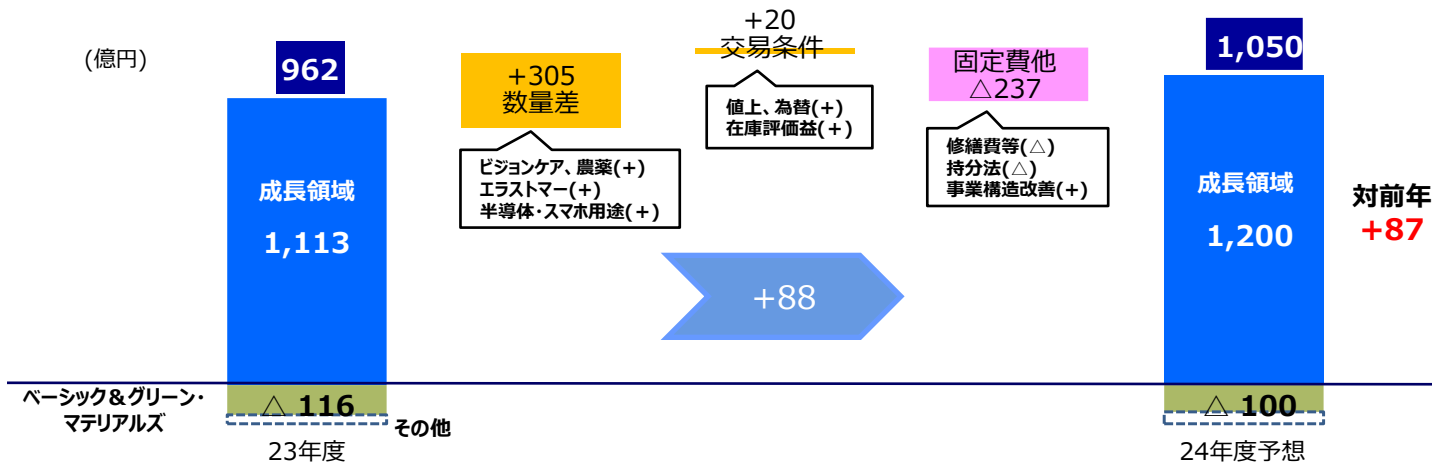 (億円)
962
成長領域
1,113
△ 116
ベーシック&グリーン・
マテリアルズ
その他
23年度
+305
数量差
ビジョンケア、農薬(+)
エラストマー(+)
半導体・スマホ用途(+)
+20
交易条件
値上、為替(+)
在庫評価益(+)
固定費他
△237
修繕費等(△)
持分法(△)
事業構造改善(+)
+88
1,050
成長領域
1,200
△ 100
24年度予想
対前年
+87